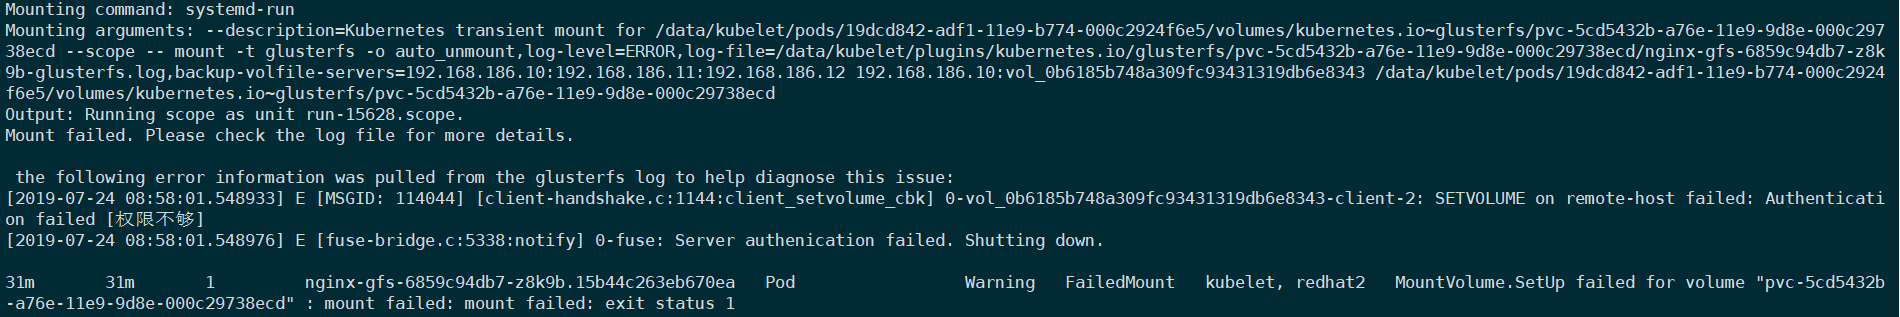 Mounting command: systemd-run
Mounting arguments: --description=Kubernetes transient mount for /data/kubelet/pods/19dcd842-adf1-11e9-b774-000c2924f6e5/volumes/kubernetes.io~glusterfs/pvc-5cd5432b-a76e-11e9-9d8e-000c297
38ecd --scope -- mount -t glusterfs -o auto_unmount,log-level=ERROR,log-file=/data/kubelet/plugins/kubernetes.io/glusterfs/pvc-5cd5432b-a76e-11e9-9d8e-000c29738ecd/nginx-gfs-6859c94db7-z8k
9b-glusterfs.log,backup-volfile-servers=192.168.186.10:192.168.186.11:192.168.186.12 192.168.186.10:vol_0b6185b748a309fc93431319db6e8343 /data/kubelet/pods/19dcd842-adf1-11e9-b774-000c2924
f6e5/volumes/kubernetes.io~glusterfs/pvc-5cd5432b-a76e-11e9-9d8e-000c29738ecd
Output: Running scope as unit run-15628.scope.
Mount failed. Please check the log file for more details.
the following error information was pulled from the glusterfs log to help diagnose this issue:
[2019-07-24 08:58:01.548933] E [MSGID: 114044] [client-handshake.c:1144:client_setvolume_cbk] 0-vol_0b6185b748a309fc93431319db6e8343-client-2: SETVOLUME on remote-host failed: Authenticati
on failed [权限不够]
[2019-07-24 08:58:01.548976] E [fuse-bridge.c:5338:notify] 0-fuse: Server authenication failed. Shutting down.
31m 31m 1 nginx-gfs-6859c94db7-z8k9b.15b44c263eb670ea Pod Warning FailedMount kubelet, redhat2 MountVolume.SetUp failed for volume "pvc-5cd5432b
-a76e-11e9-9d8e-000c29738ecd" : mount failed: mount failed: exit status 1